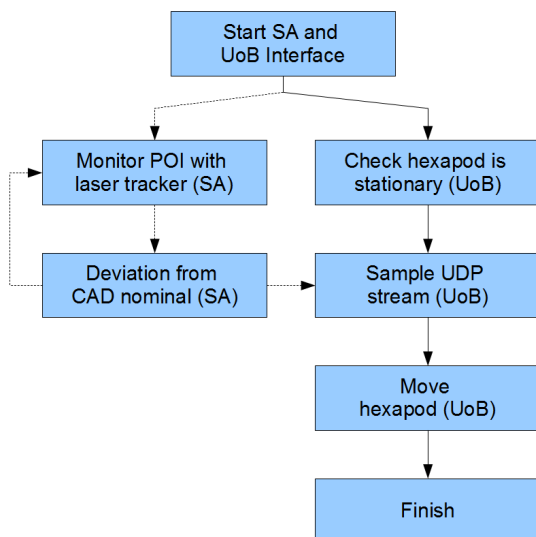 Start SA and
UoB Interface
Monitor POI with
laser tracker (SA)
Check hexapod is
stationary (UoB)
Deviation from
CAD nominal (SA)
Sample UDP
stream (UoB)
Move
hexapod (UoB)
Finish